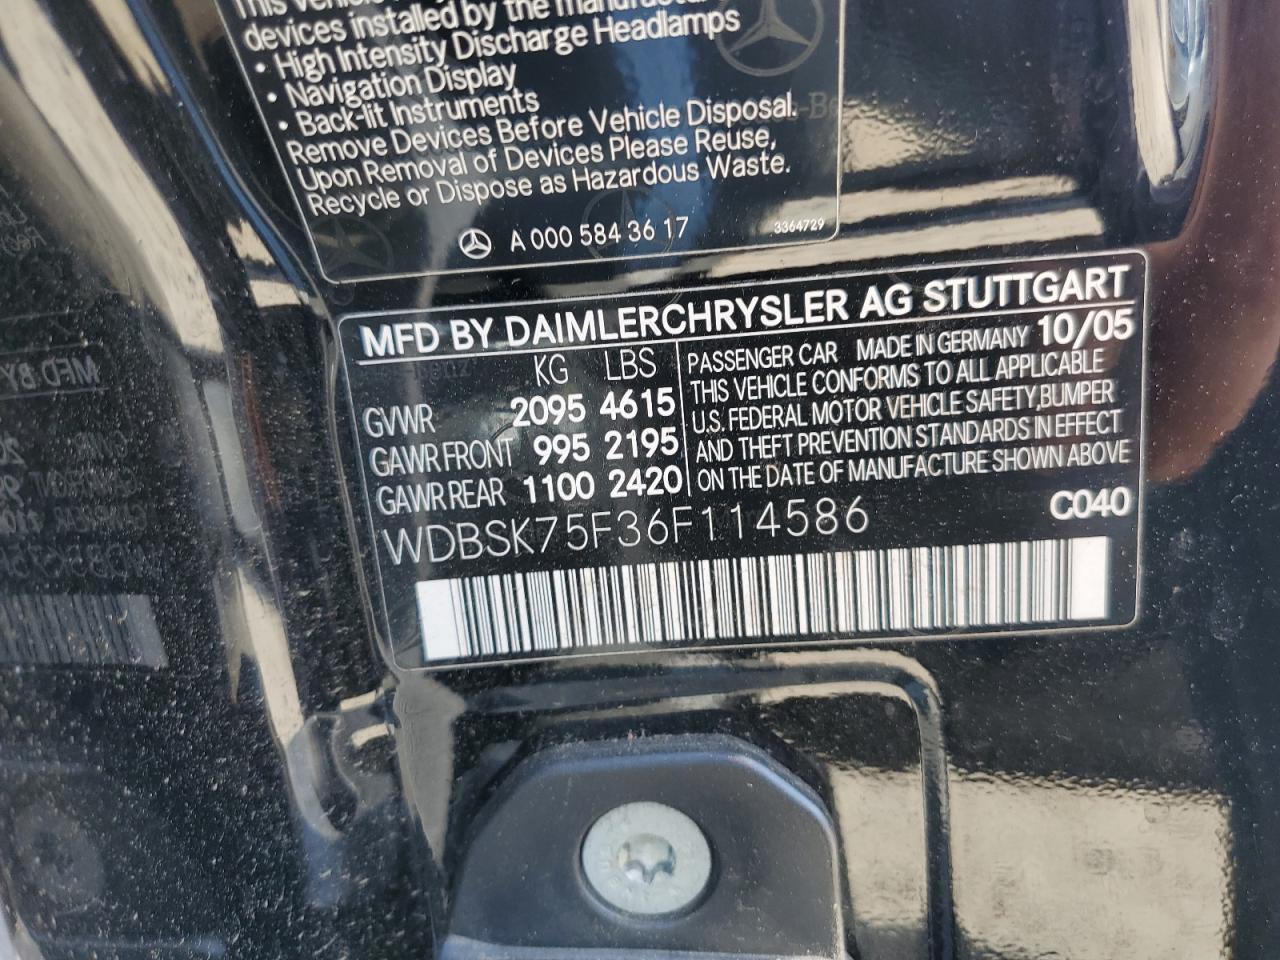 This Vehicle
devices installed by the manufactur
• High Intensity Discharge Headlamps
• Navigation Display
• Back-lit Instruments
Remove Devices Before Vehicle Disposal.
Upon Removal of Devices Please Reuse,
Recycle or Dispose as Hazardous Waste.
A 000 584 36 17
3364729
MFD BY DAIMLERCHRYSLER AG STUTTGART
KG LBS
GVWR 2095 4615
GAWR FRONT 995 2195
GAWR REAR 1100 2420
PASSENGER CAR MADE IN GERMANY 10/05
THIS VEHICLE CONFORMS TO ALL APPLICABLE
U.S. FEDERAL MOTOR VEHICLE SAFETY, BUMPER
AND THEFT PREVENTION STANDARDS IN EFFECT
ON THE DATE OF MANUFACTURE SHOWN ABOVE
C040
WDBSK75F36F114586